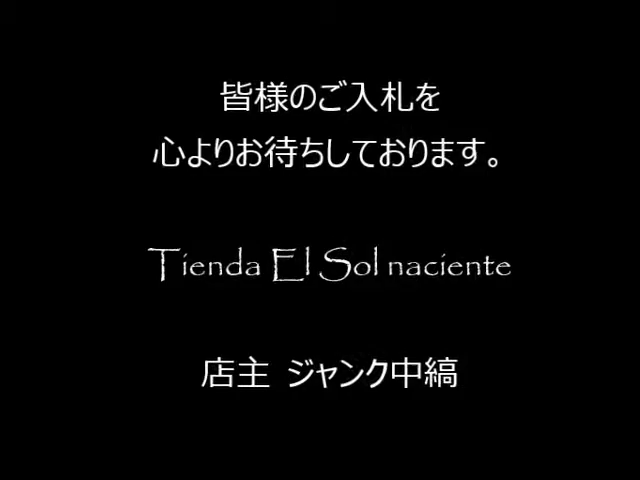 皆様のご入札を
心よりお待ちしております。
Tienda El Sol naciente
店主 ジャンク中縞